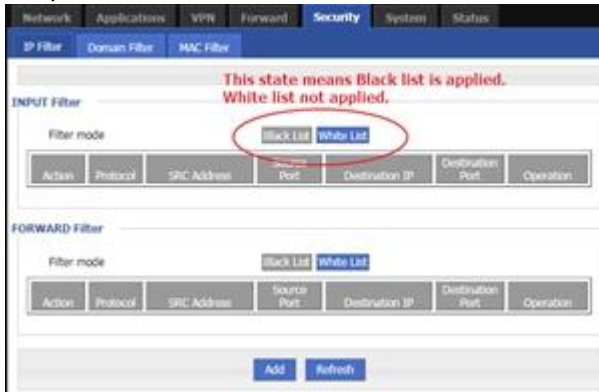 Network Applications VPN Forward Security System Status
IP Filter Domain Filter MAC Filter
This state means Black list is applied.
White list not applied.
INPUT Filter
Filter mode Black List White List
Action Protocol SRC Address Source Port Destination IP Destination Port Operation
FORWARD Filter
Filter mode Black List White List
Action Protocol SRC Address Source Port Destination IP Destination Port Operation
Add Refresh